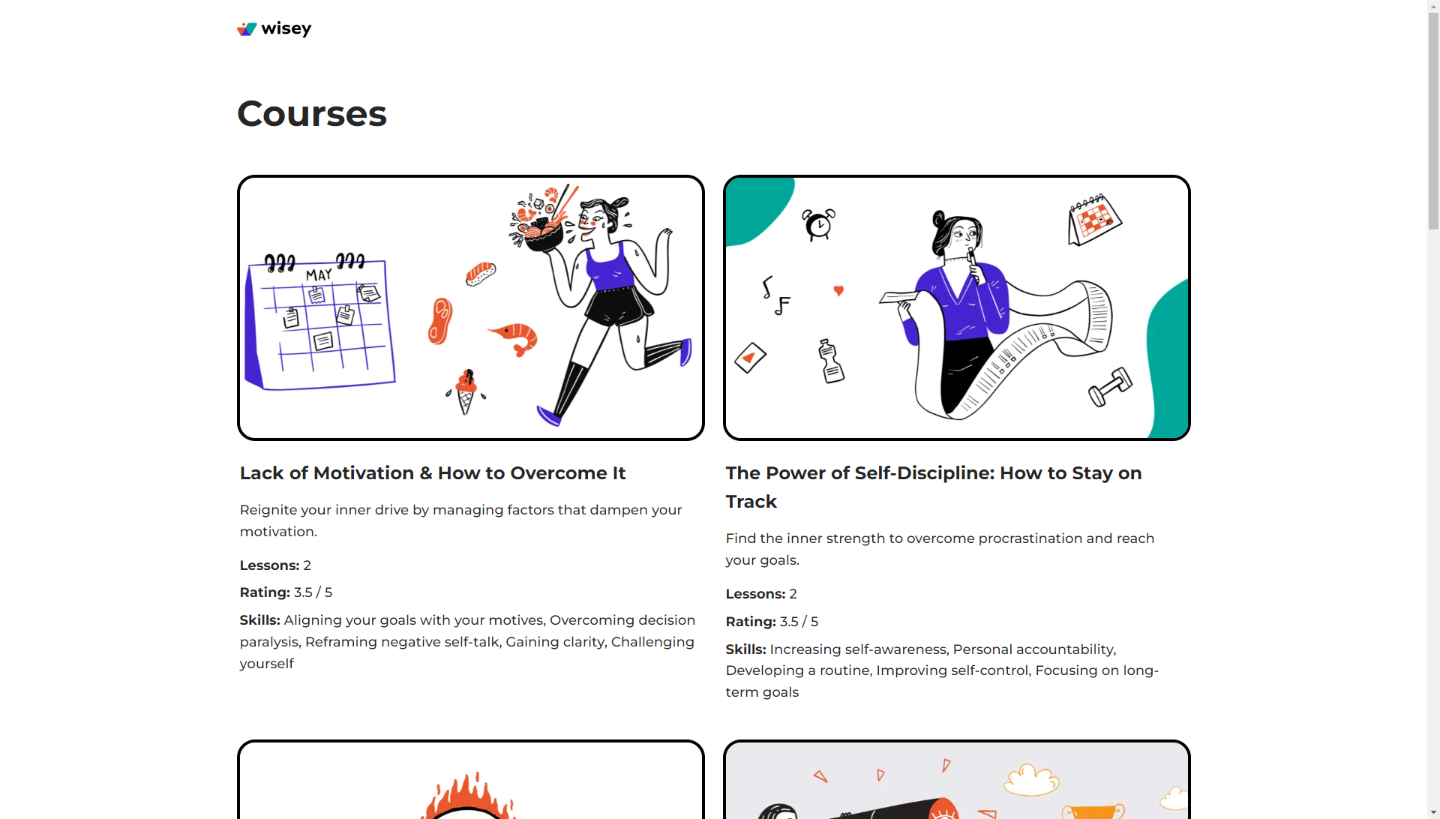 wisey
Courses
MAY
Lack of Motivation & How to Overcome It
Reignite your inner drive by managing factors that dampen your
motivation.
Lessons: 2
Rating: 3.5 / 5
Skills: Aligning your goals with your motives, Overcoming decision
paralysis, Reframing negative self-talk, Gaining clarity, Challenging
yourself
The Power of Self-Discipline: How to Stay on
Track
Find the inner strength to overcome procrastination and reach
your goals.
Lessons: 2
Rating: 3.5 / 5
Skills: Increasing self-awareness, Personal accountability,
Developing a routine, Improving self-control, Focusing on long-
term goals